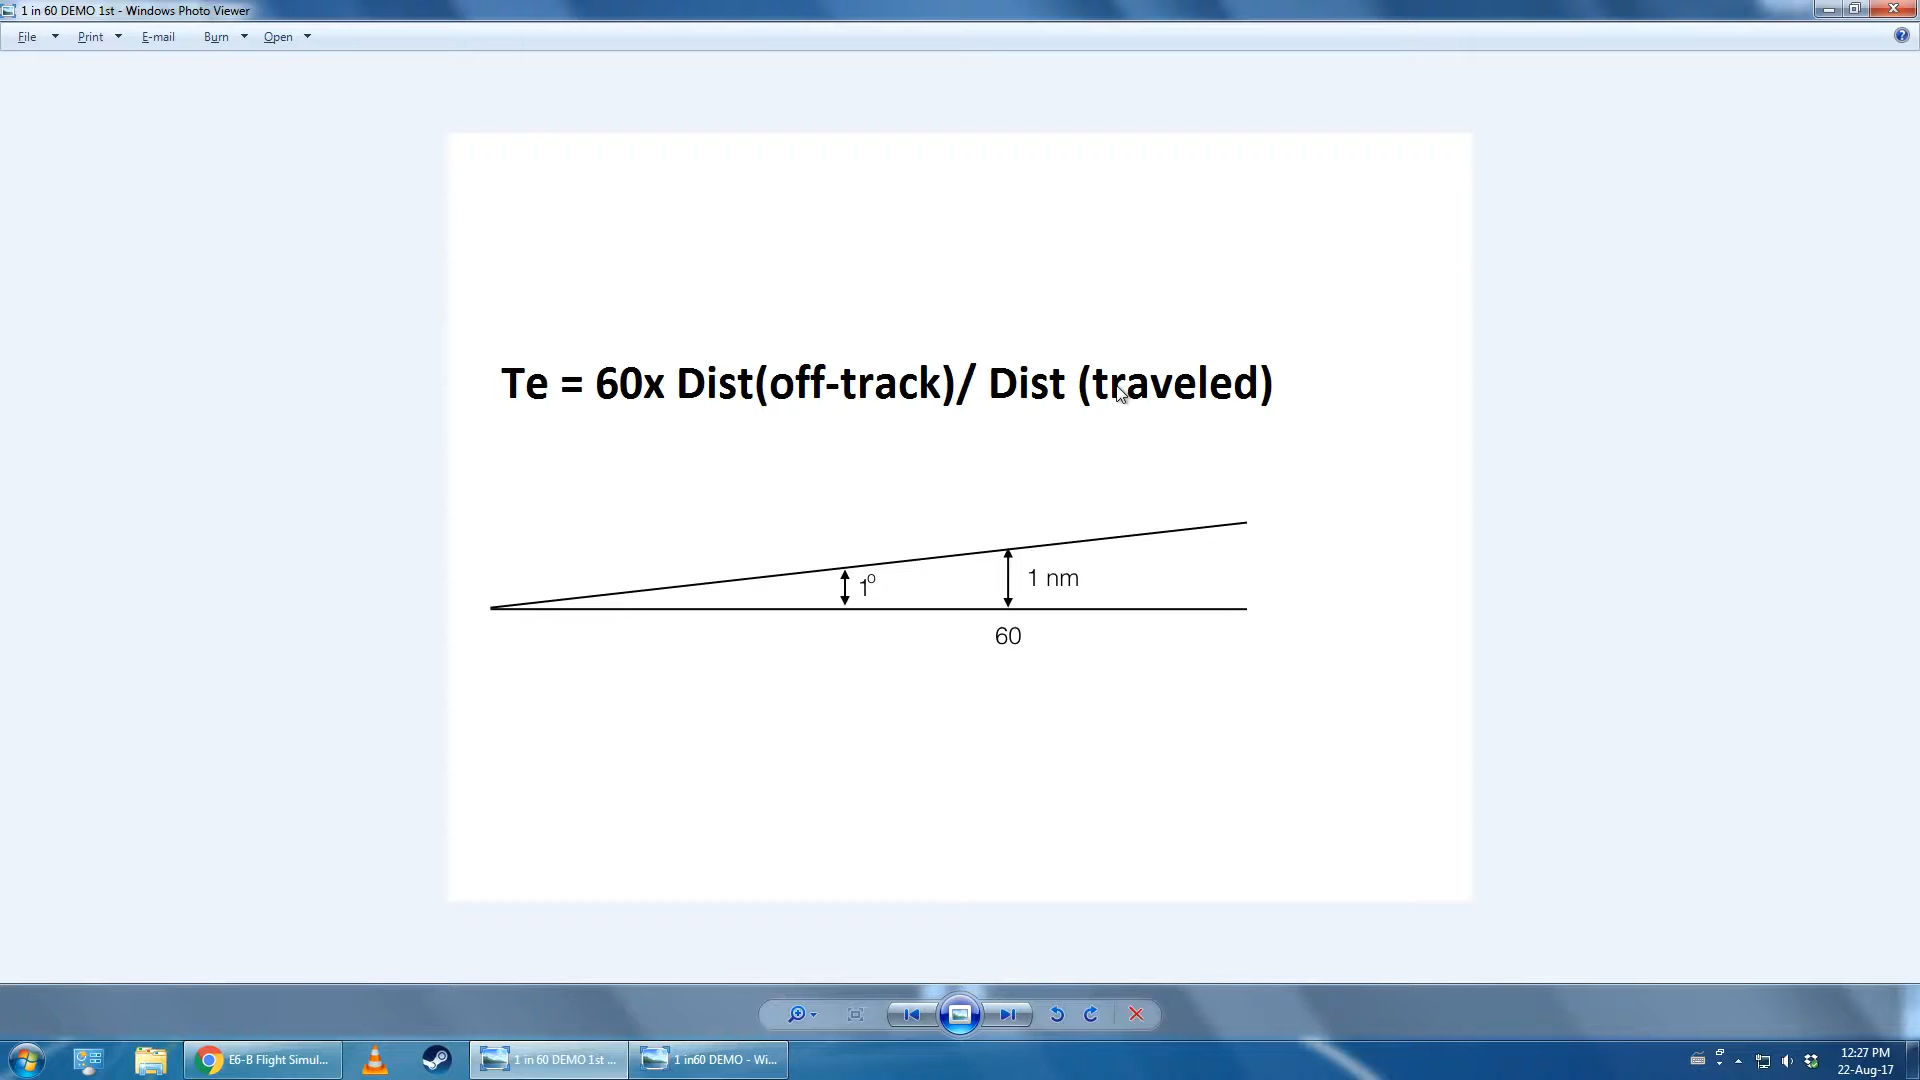 1 in 60 DEMO 1st - Windows Photo Viewer
File Print E-mail Burn Open
Te = 60x Dist(off-track)/ Dist (traveled)
1º
1 nm
60
E6-B Flight Simul...
1 in 60 DEMO 1st ...
1 in60 DEMO - Wi...
12:27 PM
22-Aug-17